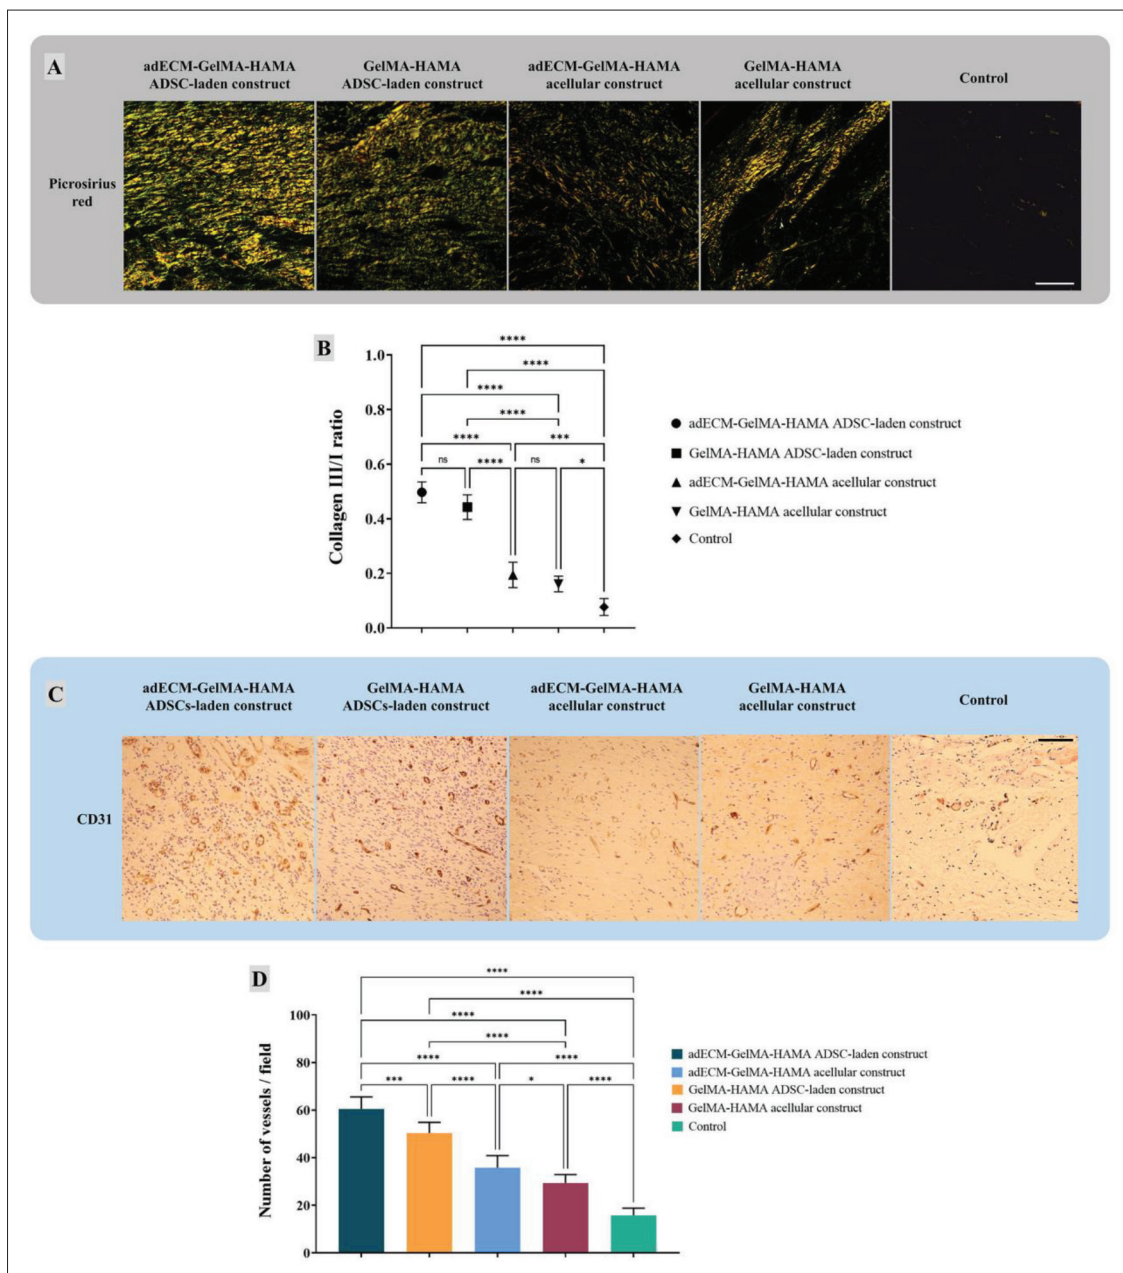 A
adECM-GelMA-HAMA
ADSC-laden construct
GelMA-HAMA
ADSC-laden construct
adECM-GelMA-HAMA
acellular construct
GelMA-HAMA
acellular construct
Control
Picrosirius
red
B
Collagen III/I ratio
1.0
0.8
0.6
0.4
0.2
0.0
****
****
****
****
**** ***
ns **** ns *
adECM-GelMA-HAMA ADSC-laden construct
GelMA-HAMA ADSC-laden construct
adECM-GelMA-HAMA acellular construct
GelMA-HAMA acellular construct
Control
C
adECM-GelMA-HAMA
ADSCs-laden construct
GelMA-HAMA
ADSCs-laden construct
adECM-GelMA-HAMA
acellular construct
GelMA-HAMA
acellular construct
Control
CD31
D
Number of vessels / field
100
80
60
40
20
0
****
****
****
****
**** ****
*** **** * ****
adECM-GelMA-HAMA ADSC-laden construct
adECM-GelMA-HAMA acellular construct
GelMA-HAMA ADSC-laden construct
GelMA-HAMA acellular construct
Control